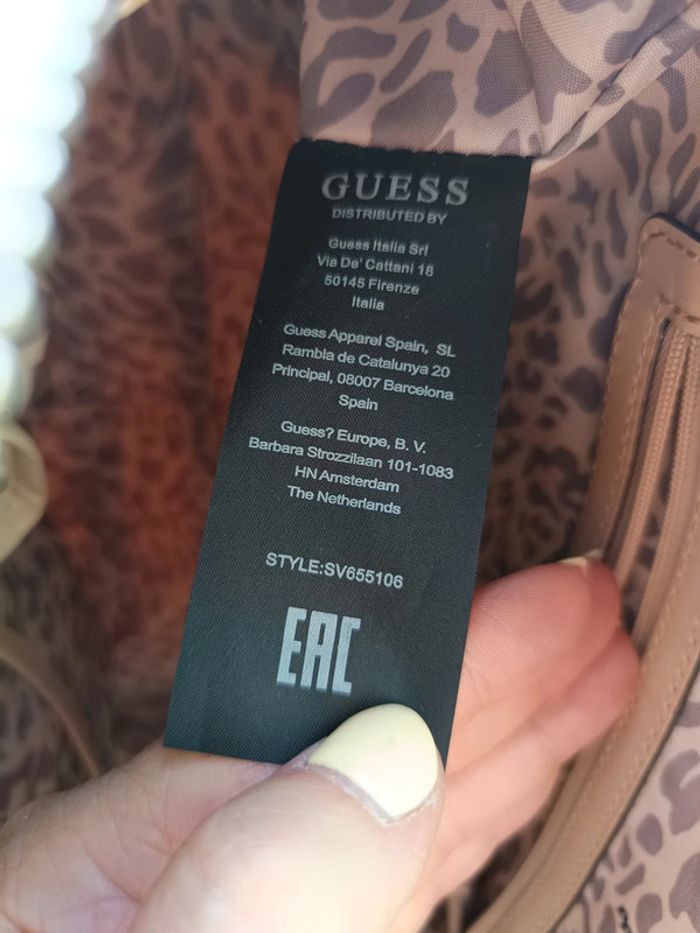 GUESS
DISTRIBUTED BY
Guess Italia Srl
Via De' Cattani 18
50145 Firenze
Italia
Guess Apparel Spain, SL
Rambla de Catalunya 20
Principal, 08007 Barcelona
Spain
Guess? Europe, B. V.
Barbara Strozzilaan 101-1083
HN Amsterdam
The Netherlands
STYLE:SV655106
EAC